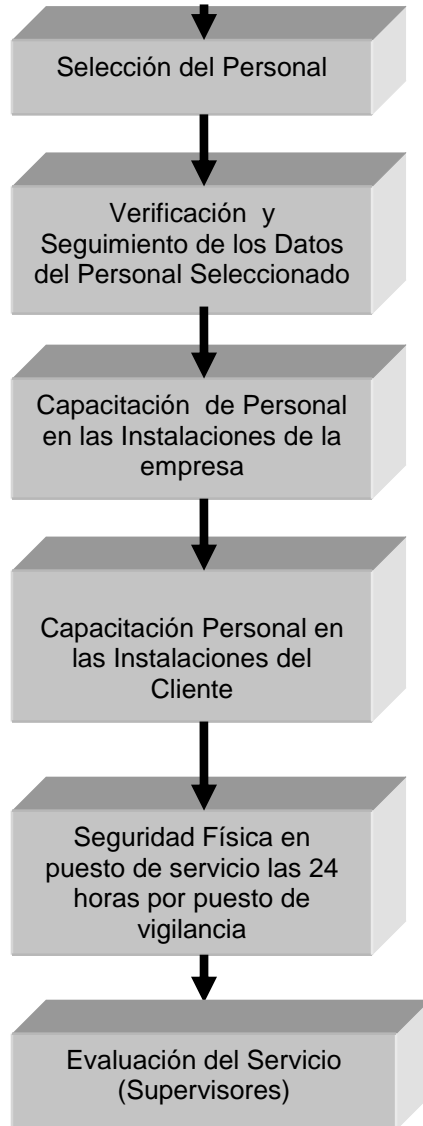 Selección del Personal
Verificación y
Seguimiento de los Datos
del Personal Seleccionado
Capacitación de Personal
en las Instalaciones de la
empresa
Capacitación Personal en
las Instalaciones del
Cliente
Seguridad Física en
puesto de servicio las 24
horas por puesto de
vigilancia
Evaluación del Servicio
(Supervisores)